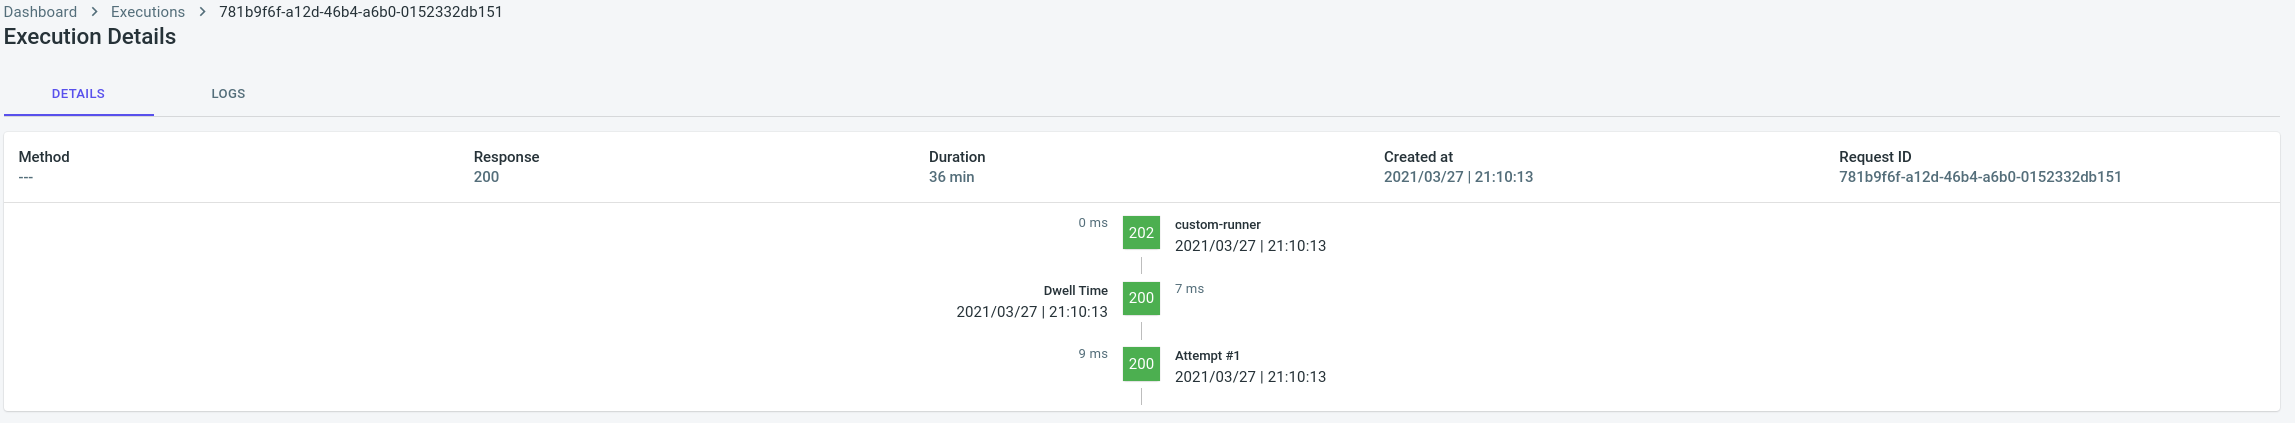 Dashboard > Executions > 781b9f6f-a12d-46b4-a6b0-0152332db151
Execution Details
DETAILS LOGS
Method Response Duration Created at Request ID
--- 200 36 min 2021/03/27 | 21:10:13 781b9f6f-a12d-46b4-a6b0-0152332db151
0 ms 202 custom-runner
2021/03/27 | 21:10:13
Dwell Time 200 7 ms
2021/03/27 | 21:10:13
9 ms 200 Attempt #1
2021/03/27 | 21:10:13